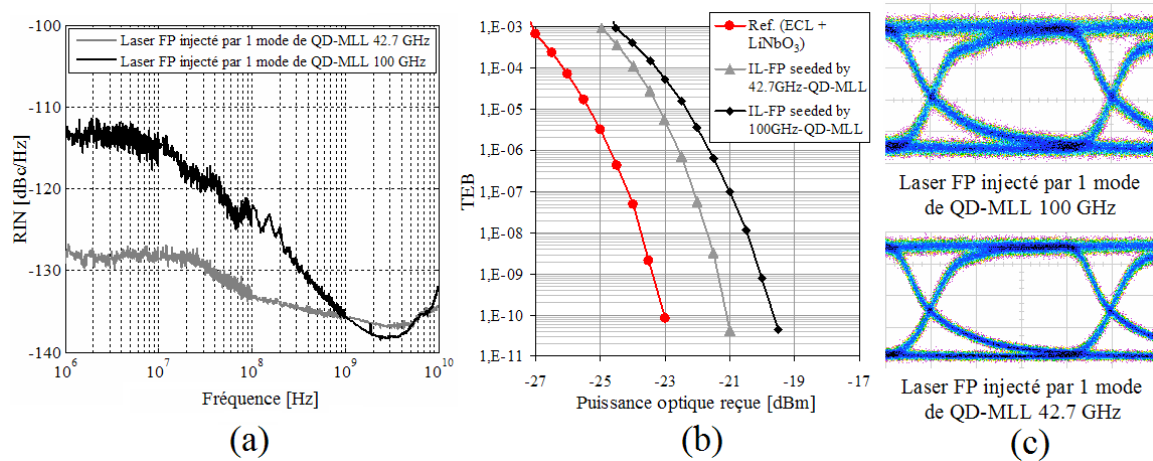 RIN [dBc/Hz]
-100
-110
-120
-130
-140
Laser FP injecté par 1 mode de QD-MLL 42.7 GHz
Laser FP injecté par 1 mode de QD-MLL 100 GHz
10^6 10^7 10^8 10^9 10^10
Fréquence [Hz]
(a)
TEB
1,E-03
1,E-04
1,E-05
1,E-06
1,E-07
1,E-08
1,E-09
1,E-10
1,E-11
Ref. (ECL +
LiNbO3)
IL-FP seeded by
42.7GHz-QD-MLL
IL-FP seeded by
100GHz-QD-MLL
-27 -25 -23 -21 -19 -17
Puissance optique reçue [dBm]
(b)
Laser FP injecté par 1 mode
de QD-MLL 100 GHz
Laser FP injecté par 1 mode
de QD-MLL 42.7 GHz
(c)